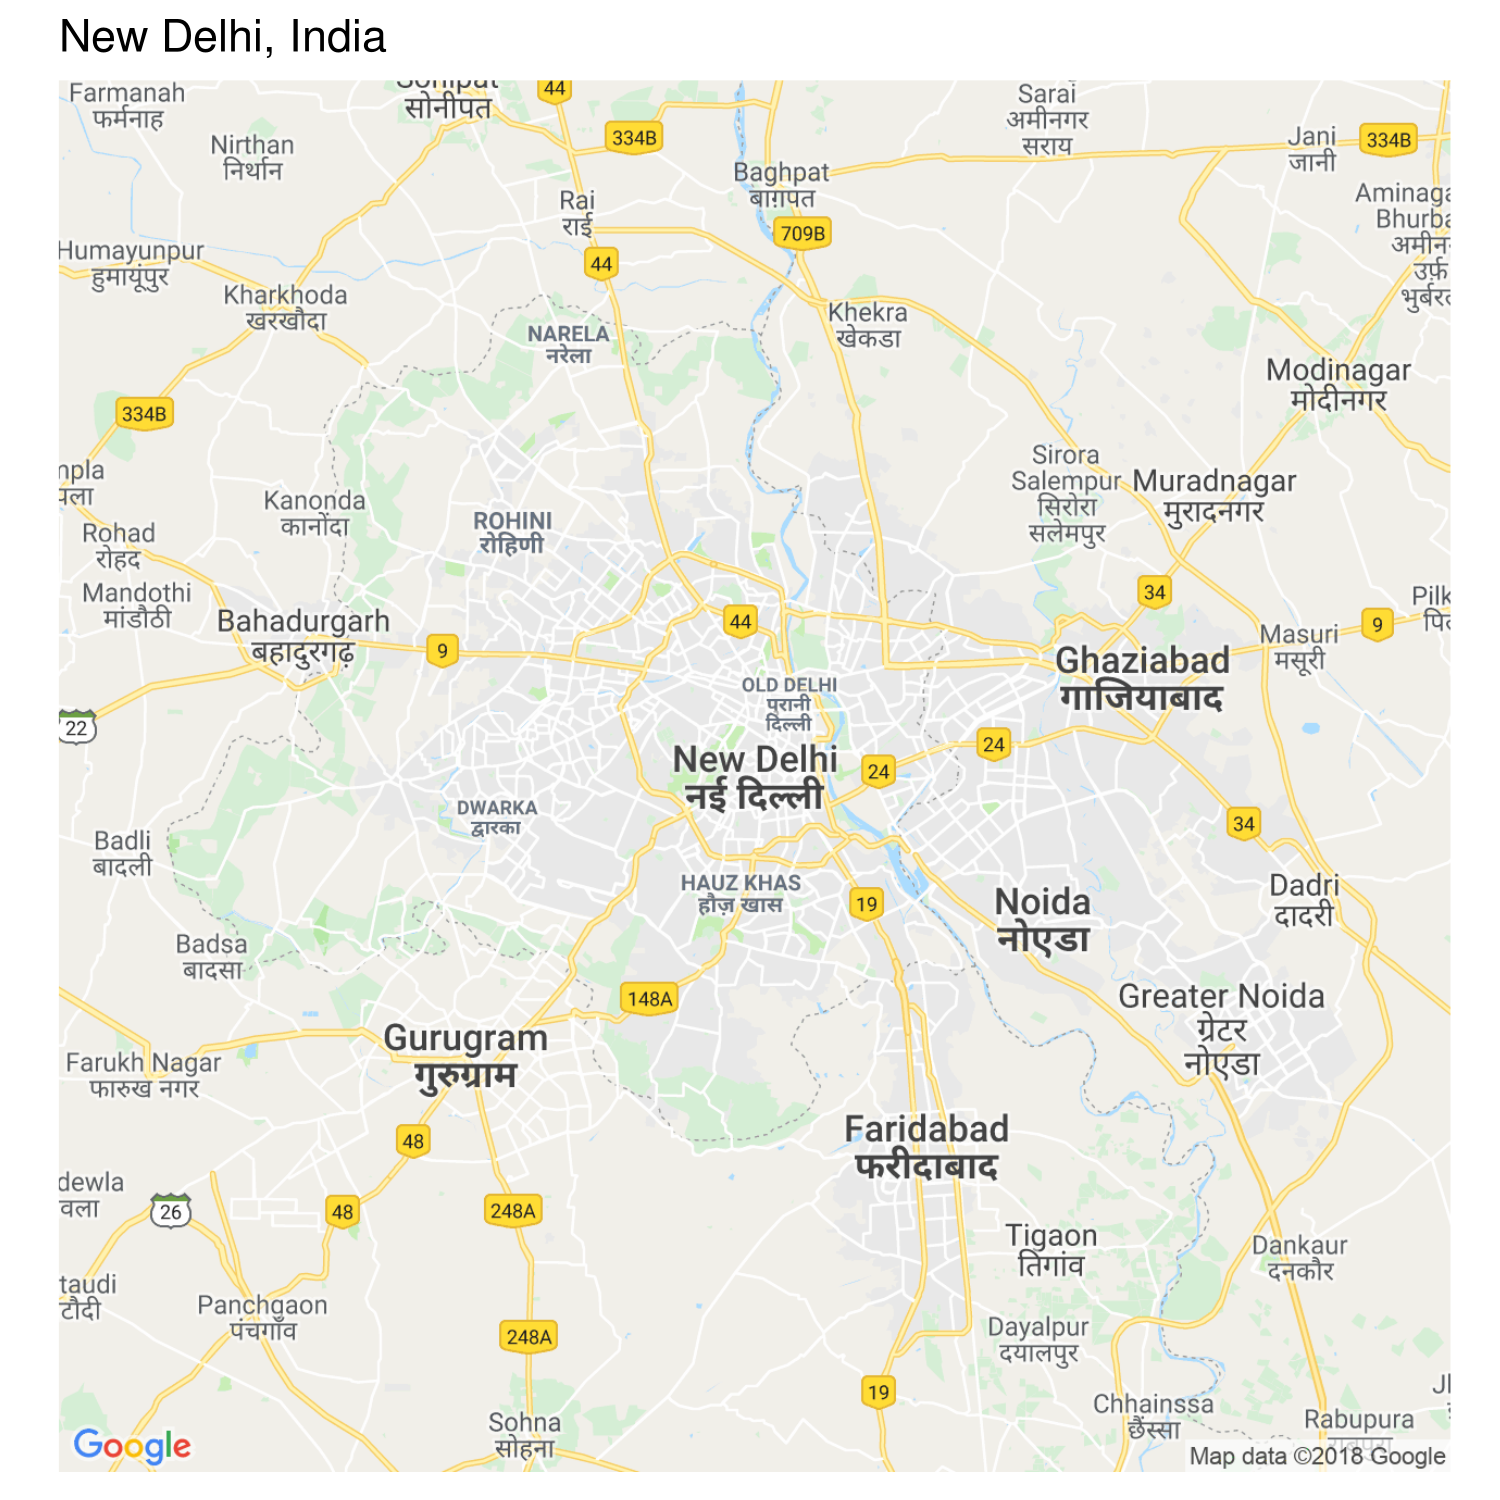 New Delhi, India
Sonipat
सोनीपत
44
Farmanah
फर्मनाह
334B
Sarai
अमीनगर
सराय
Jani
जानी
334B
Nirthan
निर्थान
Baghpat
बाग़पत
Rai
राई
709B
Humayunpur
हुमायूंपुर
44
Kharkhoda
खरखौदा
Khekra
खेकडा
NARELA
नरेला
Modinagar
मोदीनगर
334B
Sirora
Salempur
सिरोरा
सलेमपुर
Muradnagar
मुरादनगर
Kanonda
कानोंदा
ROHINI
रोहिणी
Rohad
रोहद
Mandothi
मांडौठी
34
Bahadurgarh
बहादुरगढ़
9
44
Masuri
मसूरी
9
Ghaziabad
गाजियाबाद
OLD DELHI
पुरानी
दिल्ली
22
New Delhi
नई दिल्ली
24
24
DWARKA
द्वारका
34
Badli
बादली
HAUZ KHAS
हौज़ खास
19
Noida
नोएडा
Dadri
दादरी
Badsa
बादसा
148A
Greater Noida
ग्रेटर
नोएडा
Gurugram
गुरुग्राम
Farukh Nagar
फारुख नगर
48
Faridabad
फरीदाबाद
26
48
248A
Tigaon
तिगांव
Dankaur
दनकौर
Panchgaon
पंचगाँव
248A
Dayalpur
दयालपुर
19
Chhainssa
छैंस्सा
Rabupura
Sohna
सोहना
Google
Map data ©2018 Google